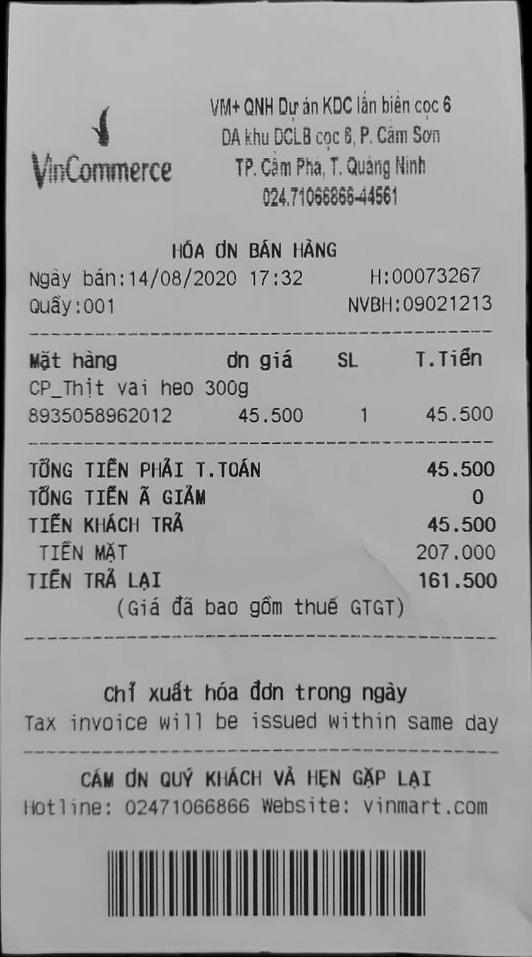 VinCommerce
VM+ QNH Dự án KDC lấn biển cọc 6
DA khu DCLB cọc 6, P. Cẩm Sơn
TP. Cẩm Phả, T. Quảng Ninh
024.71066866-44561
HÓA ƠN BÁN HÀNG
Ngày bán:14/08/2020 17:32 H:00073267
Quầy:001 NVBH:09021213
Mặt hàng ơn giá SL T.Tiền
CP_Thịt vai heo 300g
8935058962012 45.500 1 45.500
TỔNG TIỀN PHẢI T.TOÁN 45.500
TỔNG TIỀN Ã GIẢM 0
TIỀN KHÁCH TRẢ 45.500
TIỀN MẶT 207.000
TIỀN TRẢ LẠI 161.500
(Giá đã bao gồm thuế GTGT)
Chỉ xuất hóa đơn trong ngày
Tax invoice will be issued within same day
CÁM ƠN QUÝ KHÁCH VÀ HẸN GẶP LẠI
Hotline: 02471066866 Website: vinmart.com